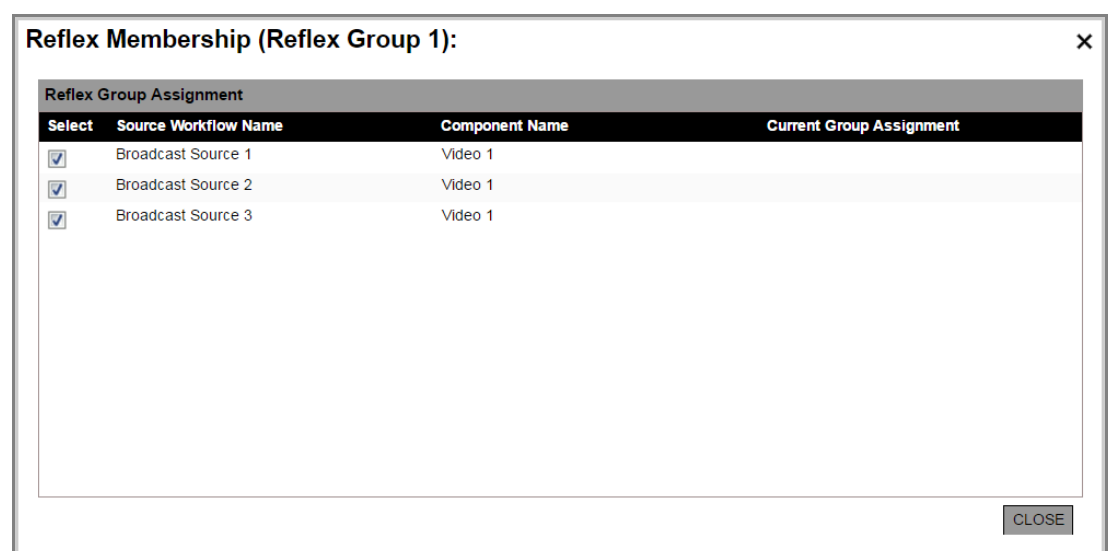 Reflex Membership (Reflex Group 1):
Reflex Group Assignment
Select Source Workflow Name Component Name Current Group Assignment
Broadcast Source 1 Video 1
Broadcast Source 2 Video 1
Broadcast Source 3 Video 1
CLOSE